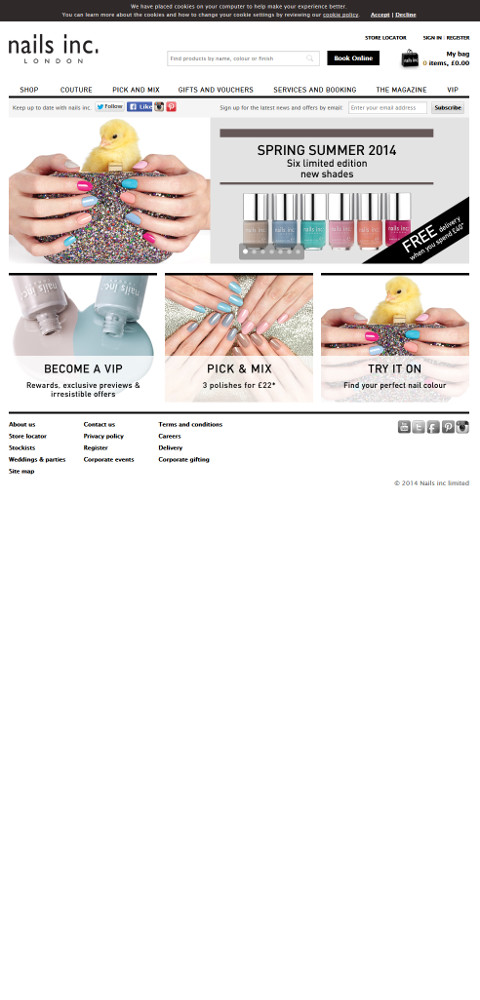 We have placed cookies on your computer to help make your experience better.
You can learn more about the cookies and how to change your cookie settings by reviewing our cookie policy. Accept | Decline
nails inc.
LONDON
STORE LOCATOR SIGN IN / REGISTER
Find products by name, colour or finish
Book Online
My bag
0 items, £0.00
SHOP COUTURE PICK AND MIX GIFTS AND VOUCHERS SERVICES AND BOOKING THE MAGAZINE VIP
Keep up to date with nails inc. Follow Like Sign up for the latest news and offers by email: Enter your email address Subscribe
SPRING SUMMER 2014
Six limited edition
new shades
FREE delivery
when you spend £40*
nails inc
nails inc
BECOME A VIP
Rewards, exclusive previews &
irresistible offers
PICK & MIX
3 polishes for £22*
TRY IT ON
Find your perfect nail colour
About us Contact us Terms and conditions
Store locator Privacy policy Careers
Stockists Register Delivery
Weddings & parties Corporate events Corporate gifting
Site map
© 2014 Nails inc limited